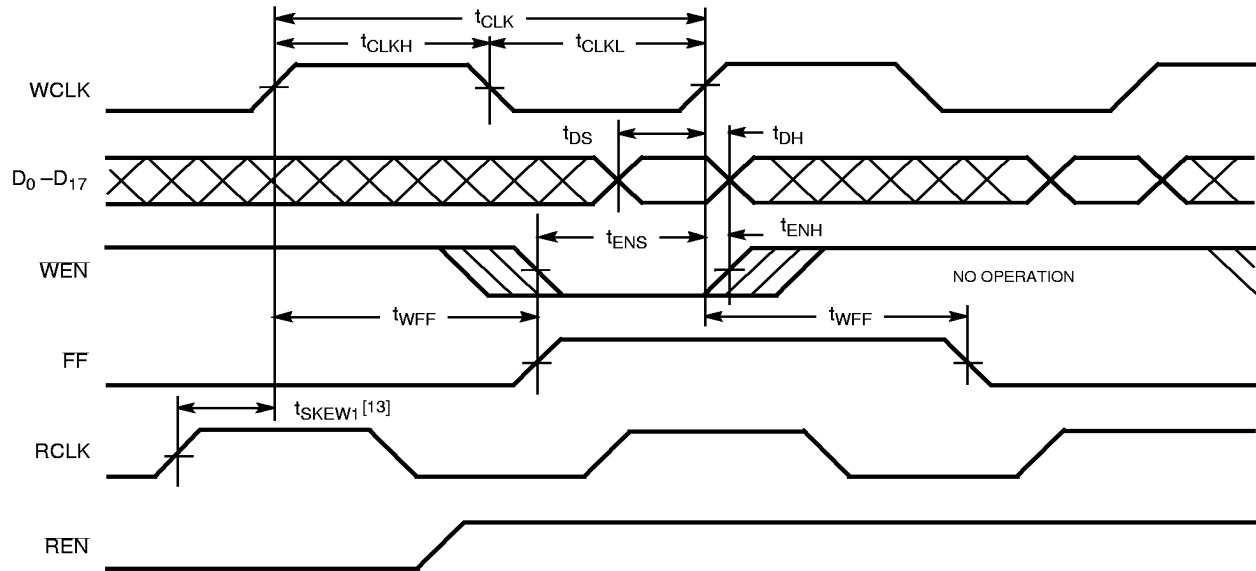 tCLK
tCLKH
tCLKL
WCLK
tDS
tDH
D0 –D17
tENS
tENH
WEN
NO OPERATION
tWFF
tWFF
FF
tSKEW1 [13]
RCLK
REN